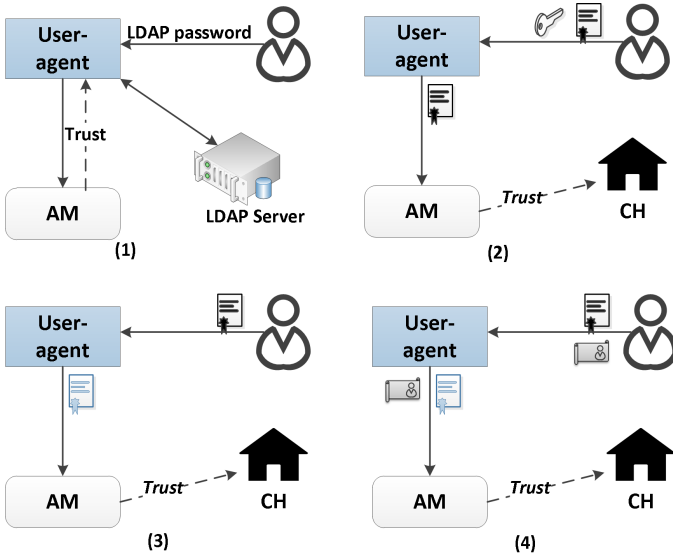 User-
agent
LDAP password
Trust
AM
LDAP Server
(1)
User-
agent
AM
Trust
CH
(2)
User-
agent
AM
Trust
CH
(3)
User-
agent
AM
Trust
CH
(4)